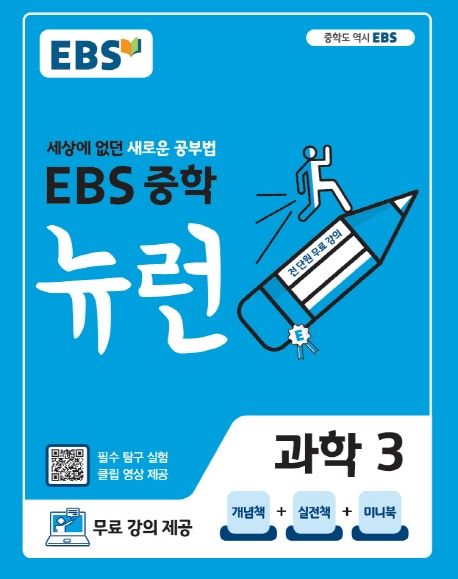 EBS
중학도 역시 EBS
세상에 없던 새로운 공부법
EBS 중학
뉴런
전 단원 무료 강의
E
과학 3
필수 탐구 실험
클립 영상 제공
무료 강의 제공
개념책 + 실전책 + 미니북